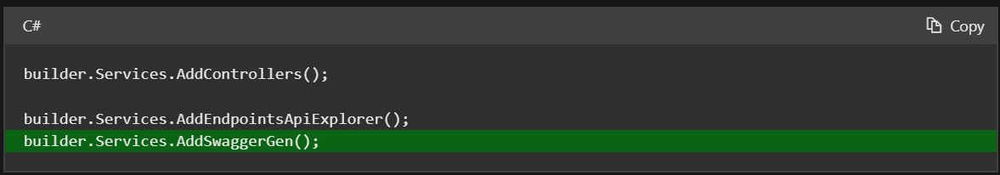 C#
Copy
builder.Services.AddControllers();
builder.Services.AddEndpointsApiExplorer();
builder.Services.AddSwaggerGen();